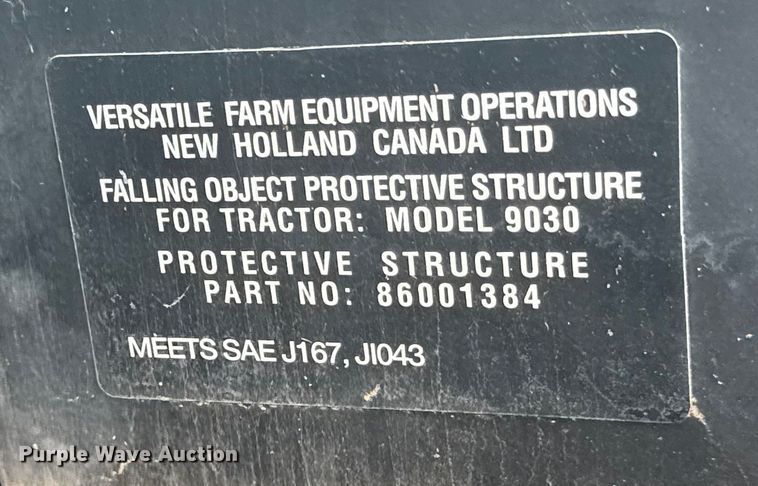 VERSATILE FARM EQUIPMENT OPERATIONS
NEW HOLLAND CANADA LTD
FALLING OBJECT PROTECTIVE STRUCTURE
FOR TRACTOR: MODEL 9030
PROTECTIVE STRUCTURE
PART NO: 86001384
MEETS SAE J167, J1043
Purple Wave Auction